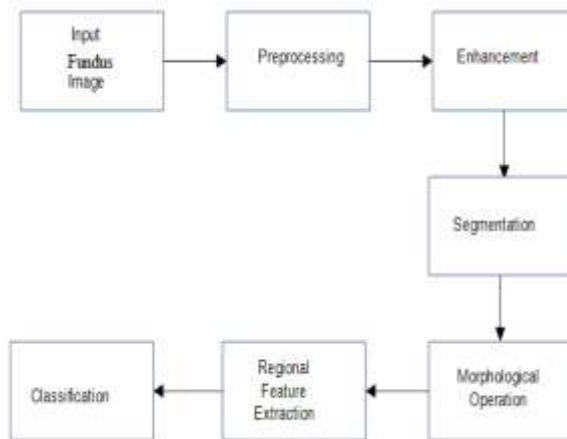 Input
Fundus
Image
Preprocessing
Enhancement
Segmentation
Morphological
Operation
Regional
Feature
Extraction
Classification